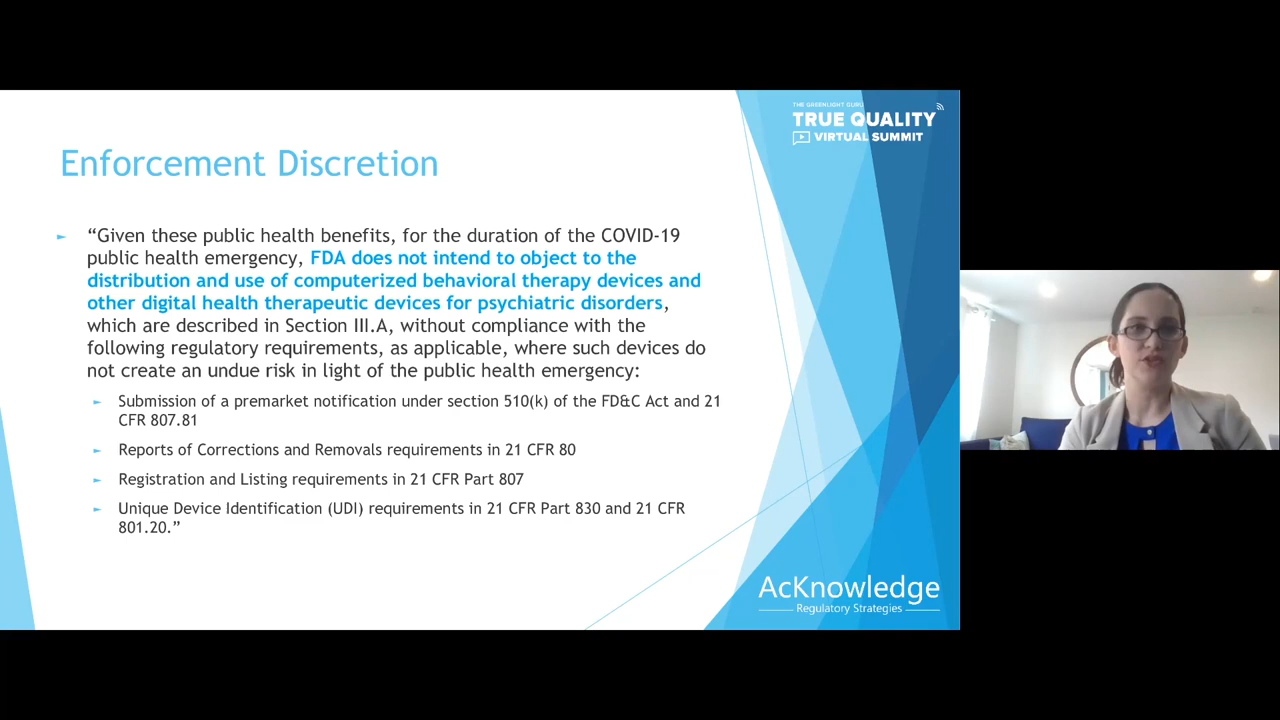 THE GREENLIGHT GURU
TRUE QUALITY
VIRTUAL SUMMIT
Enforcement Discretion
“Given these public health benefits, for the duration of the COVID-19
public health emergency, FDA does not intend to object to the
distribution and use of computerized behavioral therapy devices and
other digital health therapeutic devices for psychiatric disorders,
which are described in Section III.A, without compliance with the
following regulatory requirements, as applicable, where such devices do
not create an undue risk in light of the public health emergency:
Submission of a premarket notification under section 510(k) of the FD&C Act and 21
CFR 807.81
Reports of Corrections and Removals requirements in 21 CFR 80
Registration and Listing requirements in 21 CFR Part 807
Unique Device Identification (UDI) requirements in 21 CFR Part 830 and 21 CFR
801.20.”
AcKnowledge
Regulatory Strategies